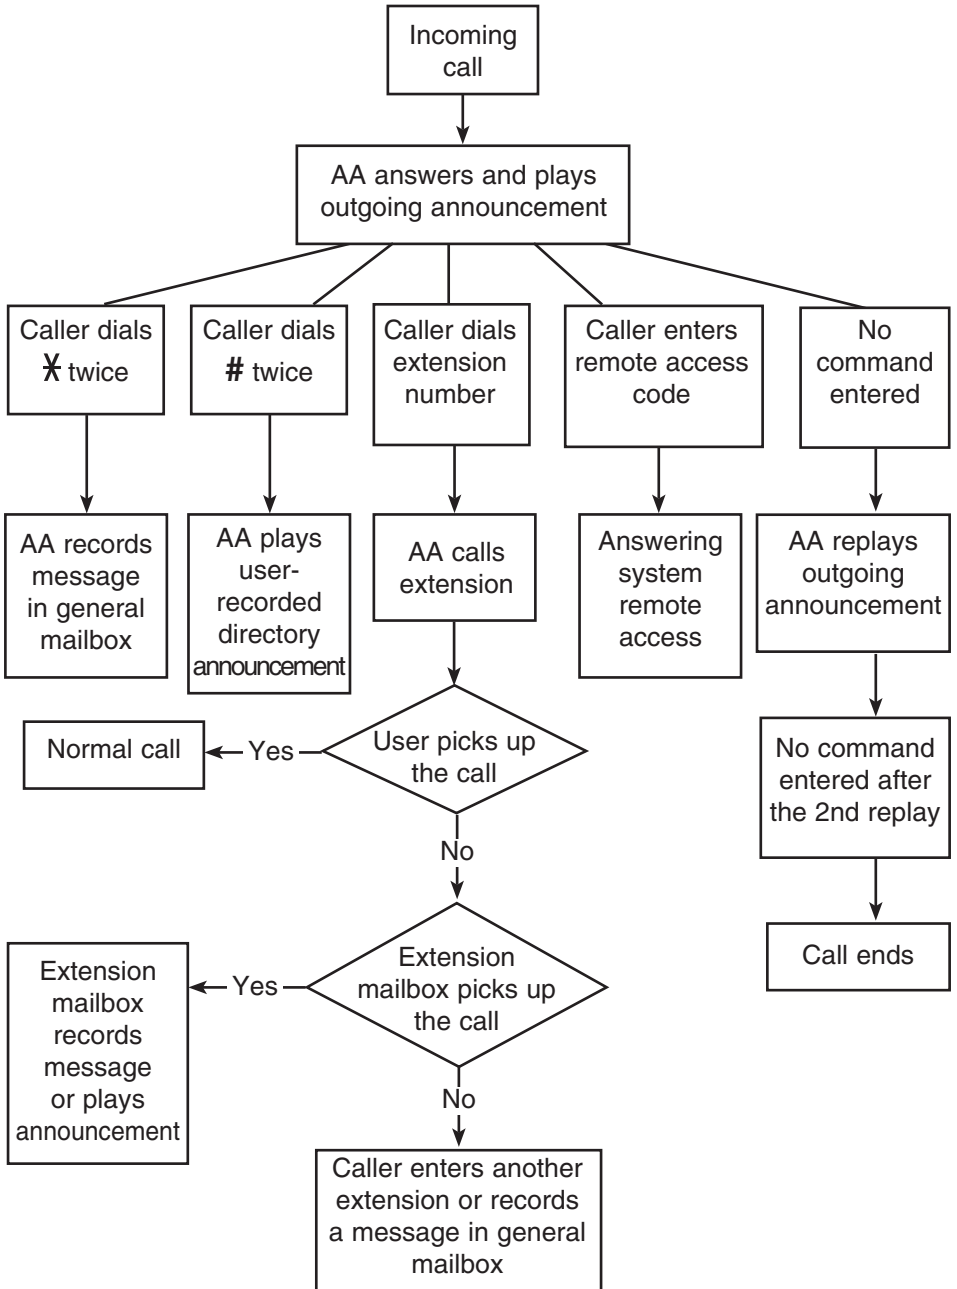 Incoming
call
AA answers and plays
outgoing announcement
Caller dials
* twice
Caller dials
# twice
Caller dials
extension
number
Caller enters
remote access
code
No
command
entered
AA records
message
in general
mailbox
AA plays
user-
recorded
directory
announcement
AA calls
extension
Answering
system
remote
access
AA replays
outgoing
announcement
Normal call
Yes
User picks up
the call
No command
entered after
the 2nd replay
No
Call ends
Extension
mailbox
records
message
or plays
announcement
Yes
Extension
mailbox picks up
the call
No
Caller enters another
extension or records
a message in general
mailbox